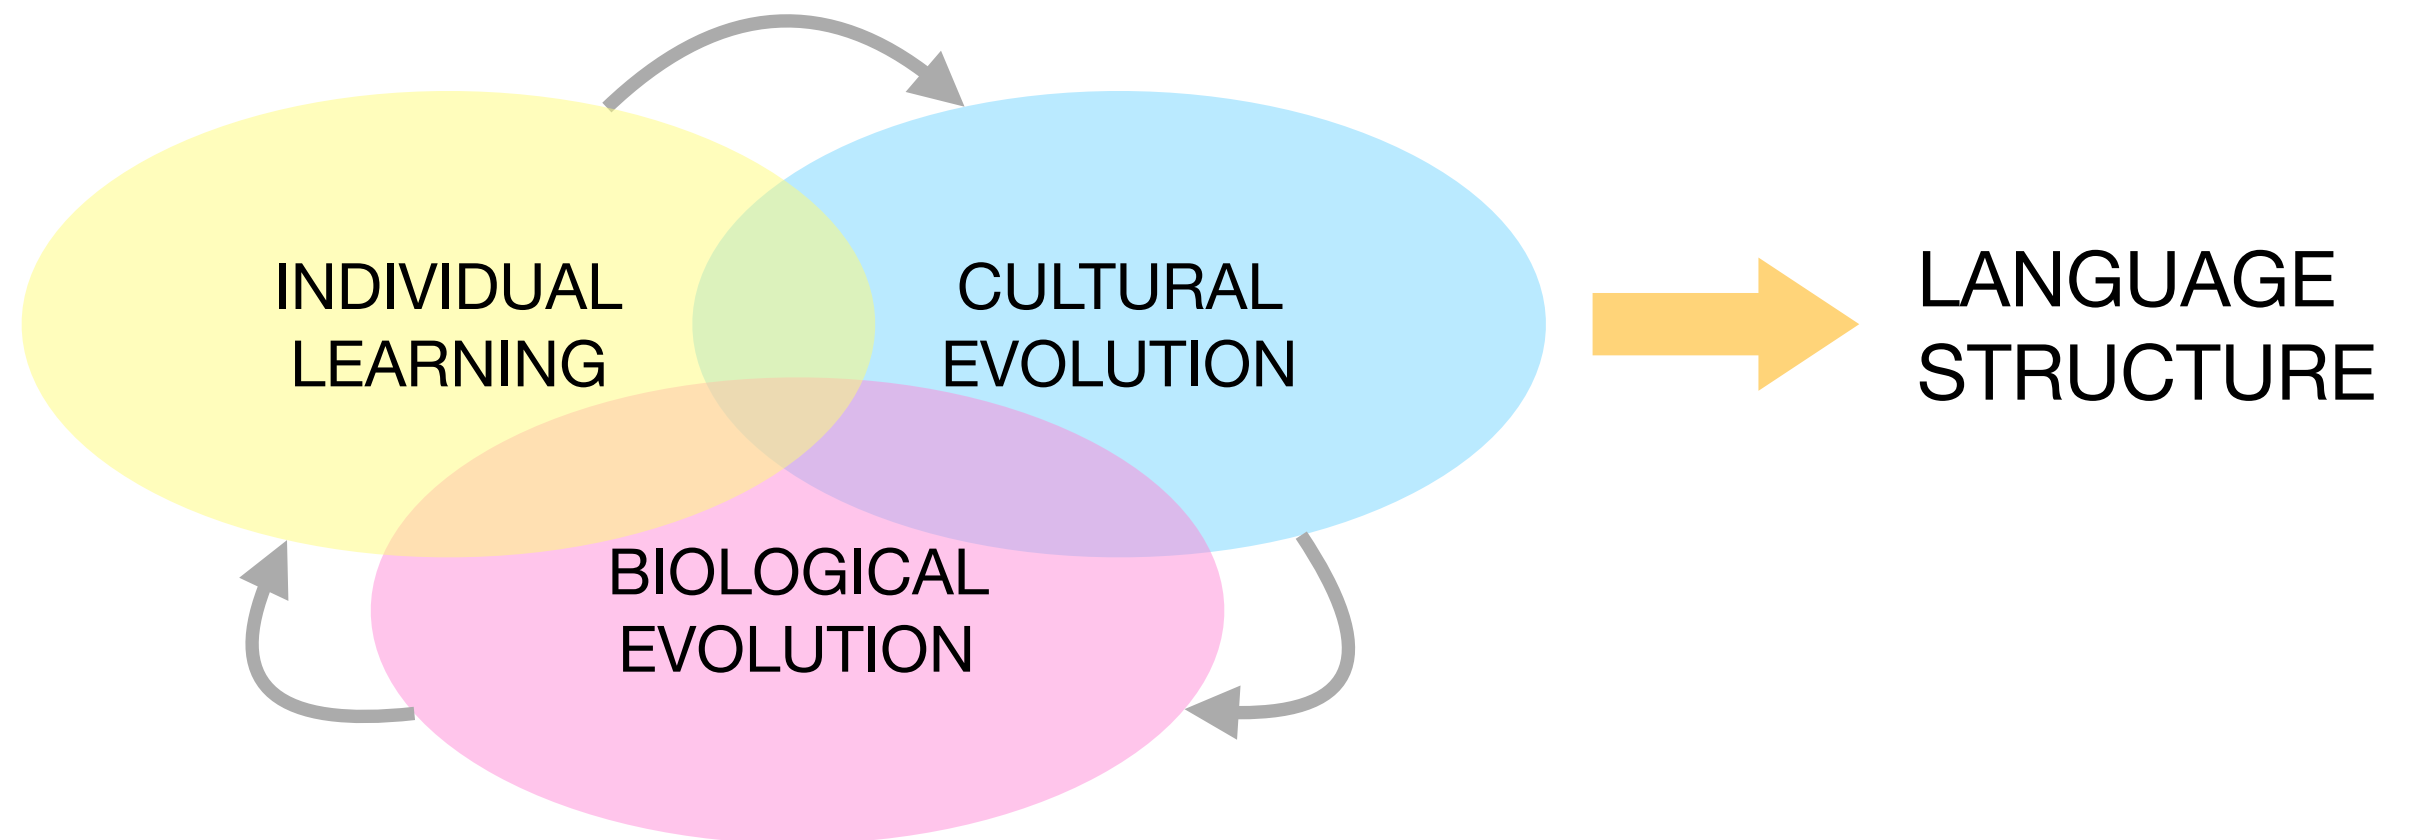 INDIVIDUAL
LEARNING
CULTURAL
EVOLUTION
BIOLOGICAL
EVOLUTION
LANGUAGE
STRUCTURE